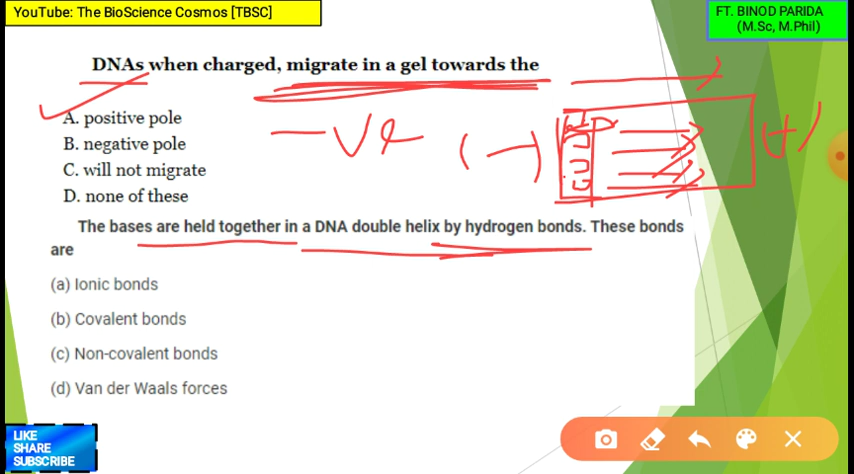 YouTube: The BioScience Cosmos [TBSC]
FT. BINOD PARIDA
(M.Sc, M.Phil)
DNAs when charged, migrate in a gel towards the
A. positive pole
B. negative pole
C. will not migrate
D. none of these
-ve
(-)
(+)
The bases are held together in a DNA double helix by hydrogen bonds. These bonds
are
(a) Ionic bonds
(b) Covalent bonds
(c) Non-covalent bonds
(d) Van der Waals forces
LIKE
SHARE
SUBSCRIBE